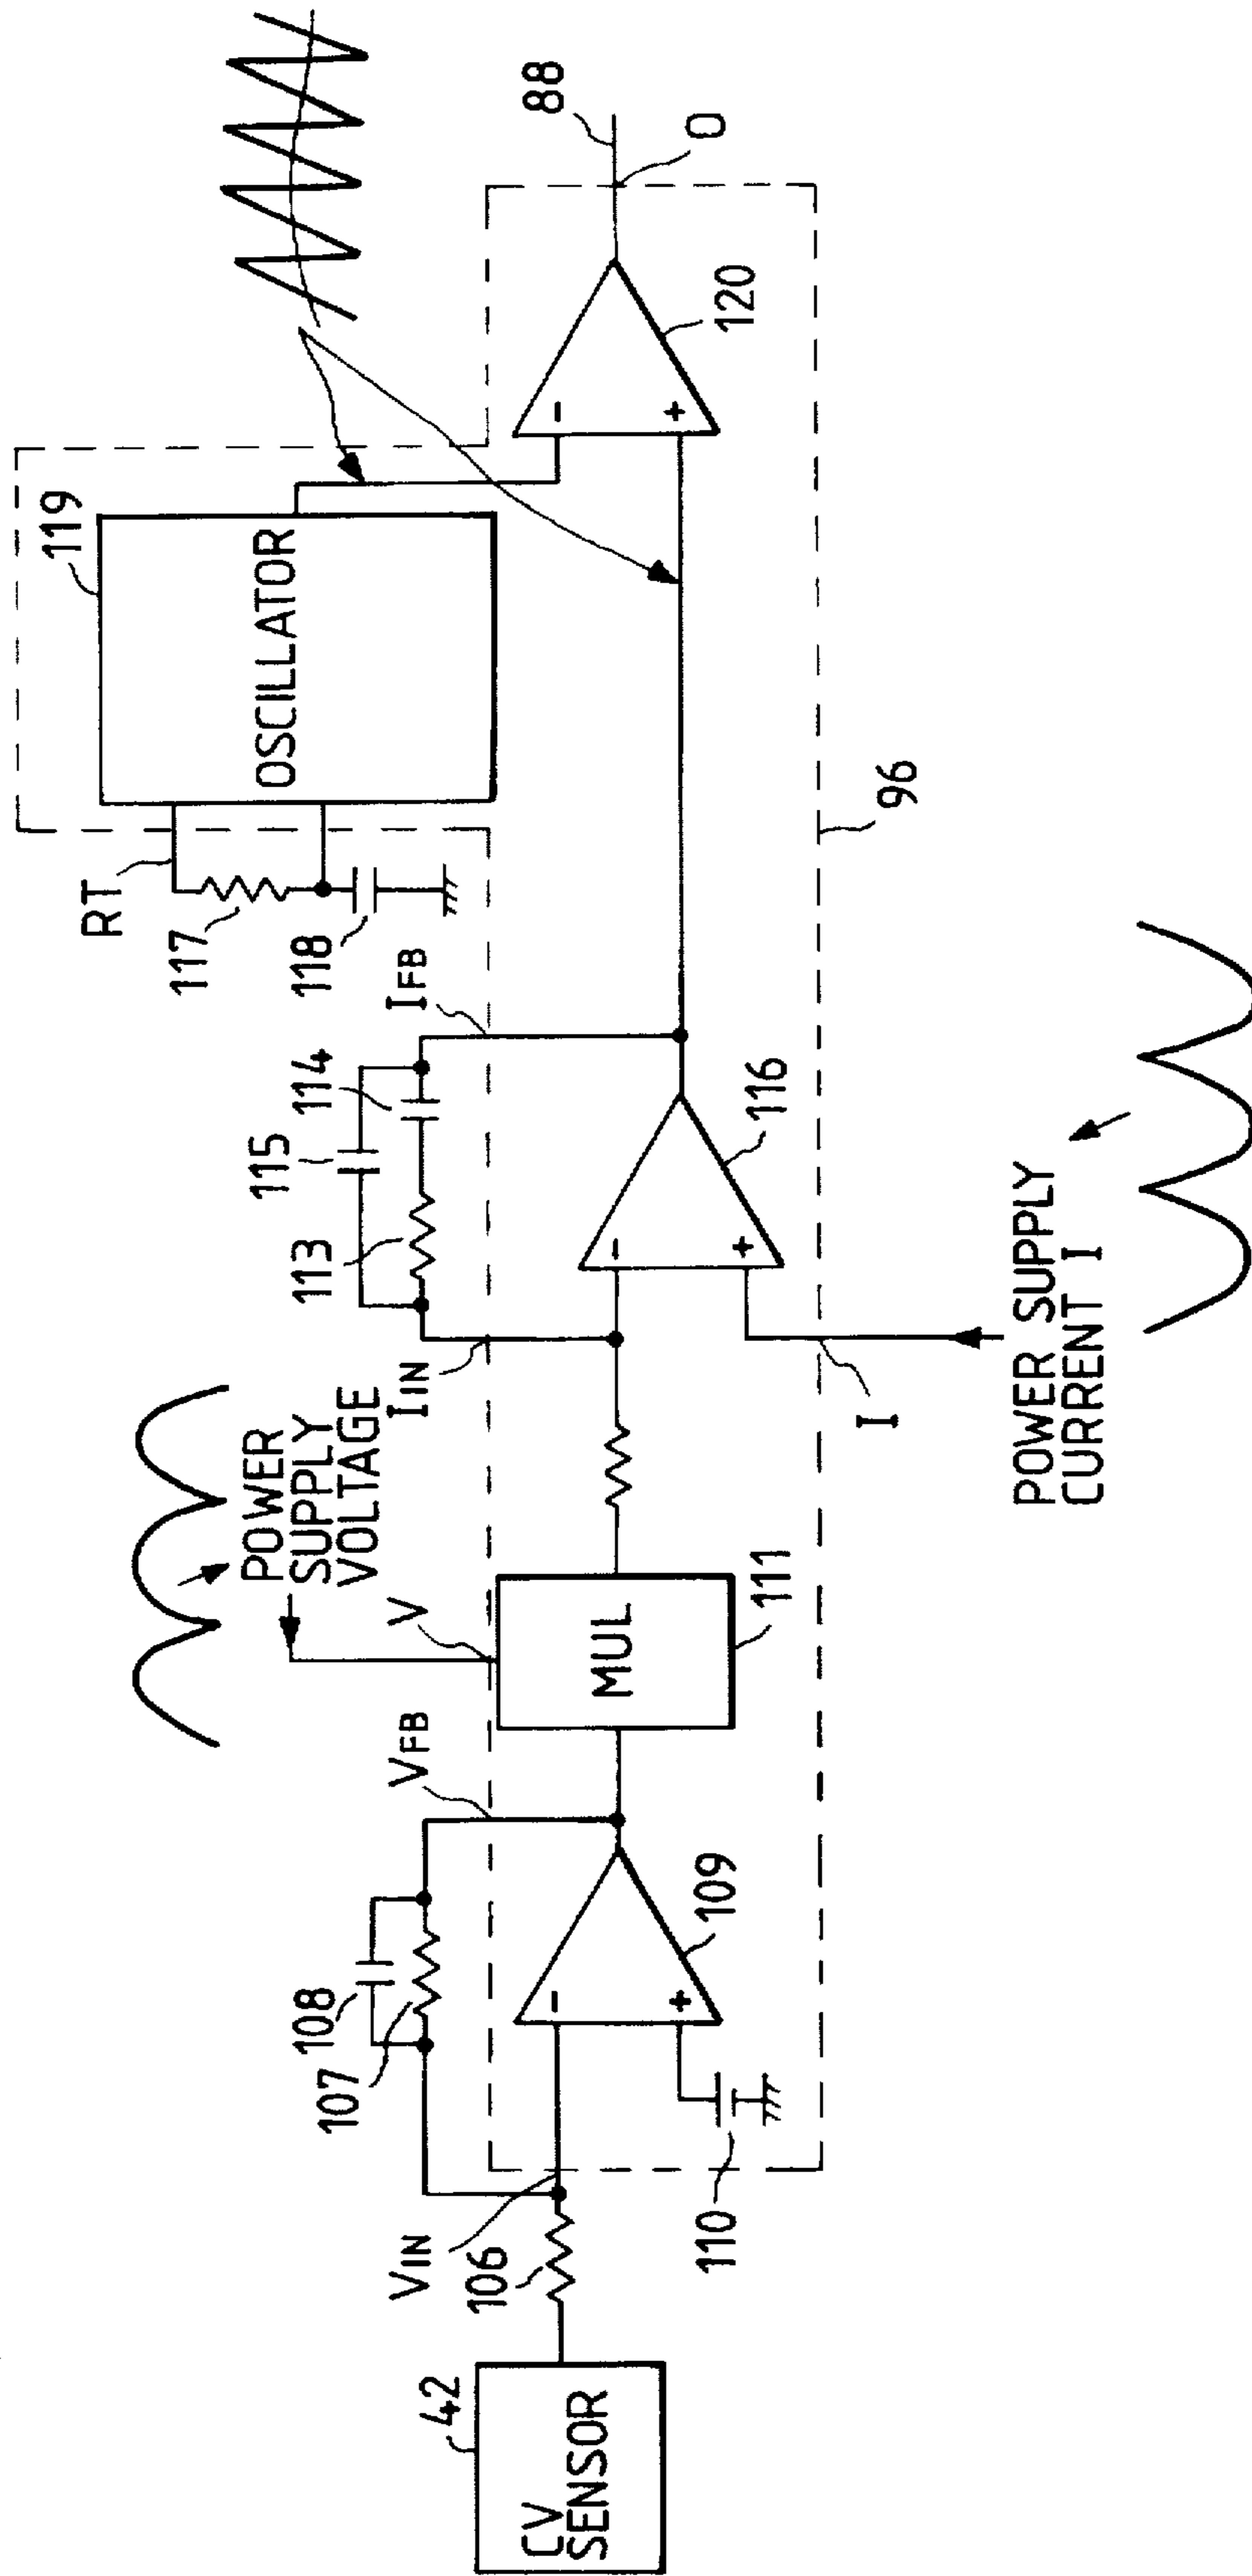 42
CV
SENSOR
VIN
106
108
107
110
109
VFB
V
POWER
SUPPLY
VOLTAGE
MUL
111
IIN
113
115
114
IFB
116
-
+
-
+
I
POWER SUPPLY
CURRENT I
96
RT
117
118
119
OSCILLATOR
-
+
120
88
O